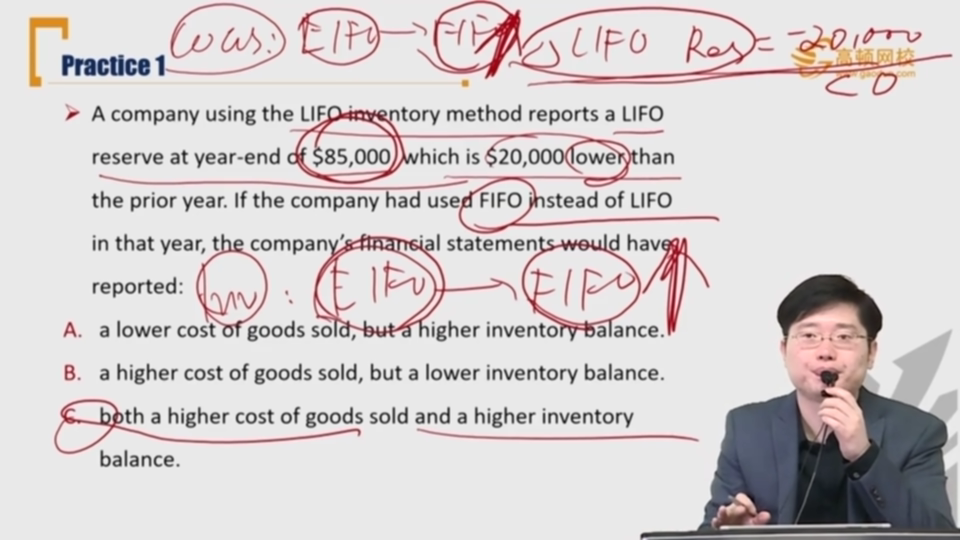 COGS: EIFO → FIF Δ LIFO Res = -20,000
<0
高顿网校
Practice 1
A company using the LIFO inventory method reports a LIFO
reserve at year-end of $85,000 which is $20,000 lower than
the prior year. If the company had used FIFO instead of LIFO
in that year, the company's financial statements would have
reported:
Inv : EIFO → FIFO
A. a lower cost of goods sold, but a higher inventory balance.
B. a higher cost of goods sold, but a lower inventory balance.
C. both a higher cost of goods sold and a higher inventory
balance.